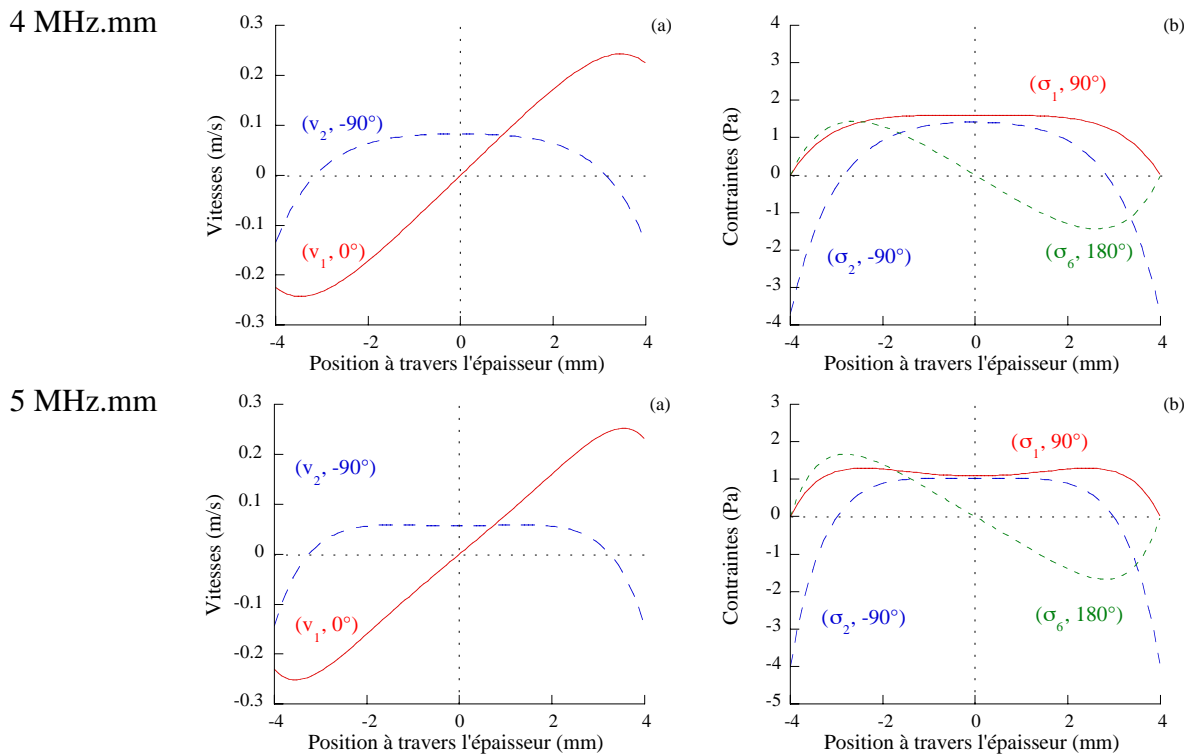 4 MHz.mm
(a)
Vitesses (m/s)
0.3
0.2
0.1
0
-0.1
-0.2
-0.3
(v2, -90°)
(v1, 0°)
-4 -2 0 2 4
Position à travers l'épaisseur (mm)
(b)
Contraintes (Pa)
4
3
2
1
0
-1
-2
-3
-4
(σ1, 90°)
(σ2, -90°)
(σ6, 180°)
-4 -2 0 2 4
Position à travers l'épaisseur (mm)
5 MHz.mm
(a)
Vitesses (m/s)
0.3
0.2
0.1
0
-0.1
-0.2
-0.3
(v2, -90°)
(v1, 0°)
-4 -2 0 2 4
Position à travers l'épaisseur (mm)
(b)
Contraintes (Pa)
3
2
1
0
-1
-2
-3
-4
-5
(σ1, 90°)
(σ2, -90°)
(σ6, 180°)
-4 -2 0 2 4
Position à travers l'épaisseur (mm)